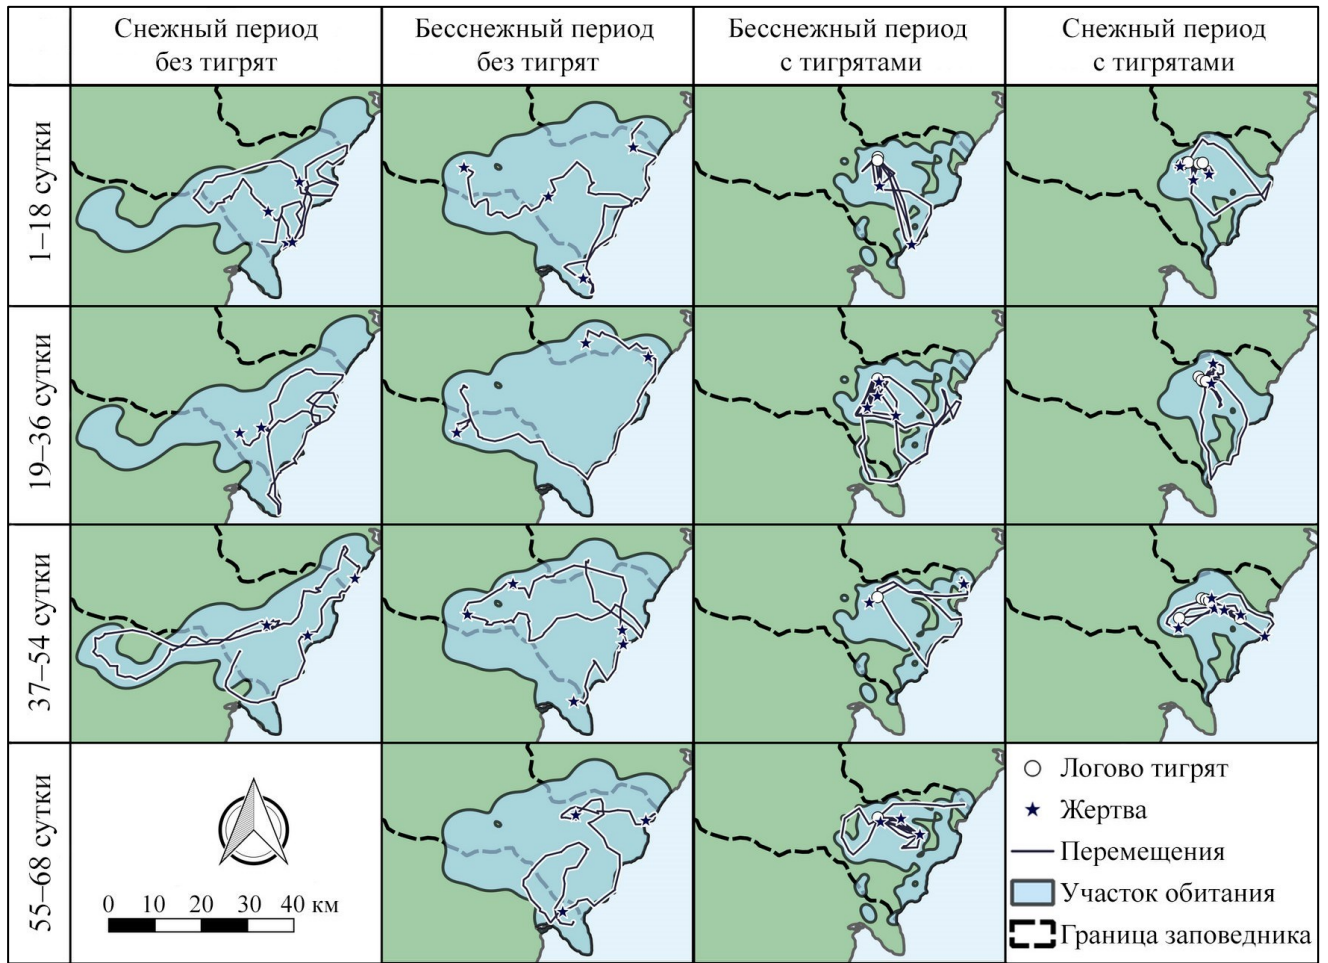 Снежный период
без тигрят
Бесснежный период
без тигрят
Бесснежный период
с тигрятами
Снежный период
с тигрятами
1–18 сутки
19–36 сутки
37–54 сутки
55–68 сутки
0 10 20 30 40 км
Логово тигрят
Жертва
Перемещения
Участок обитания
Граница заповедника